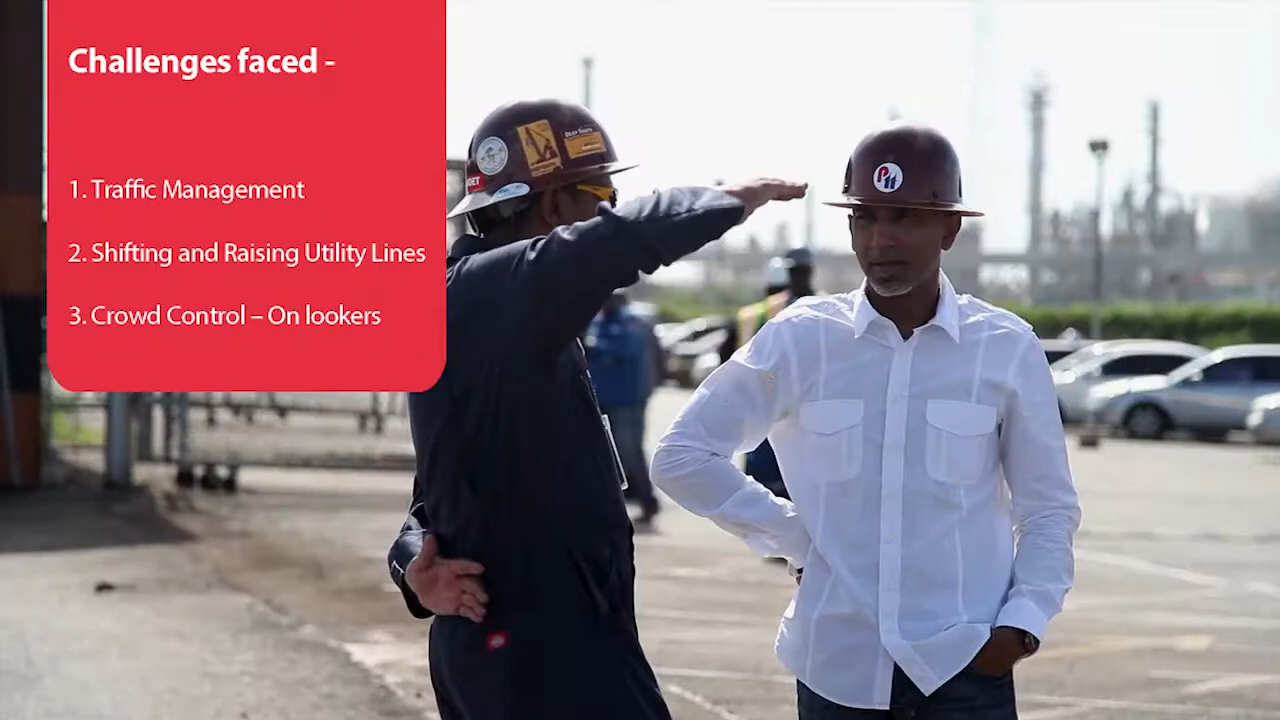 Challenges faced -
1. Traffic Management
2. Shifting and Raising Utility Lines
3. Crowd Control – On lookers